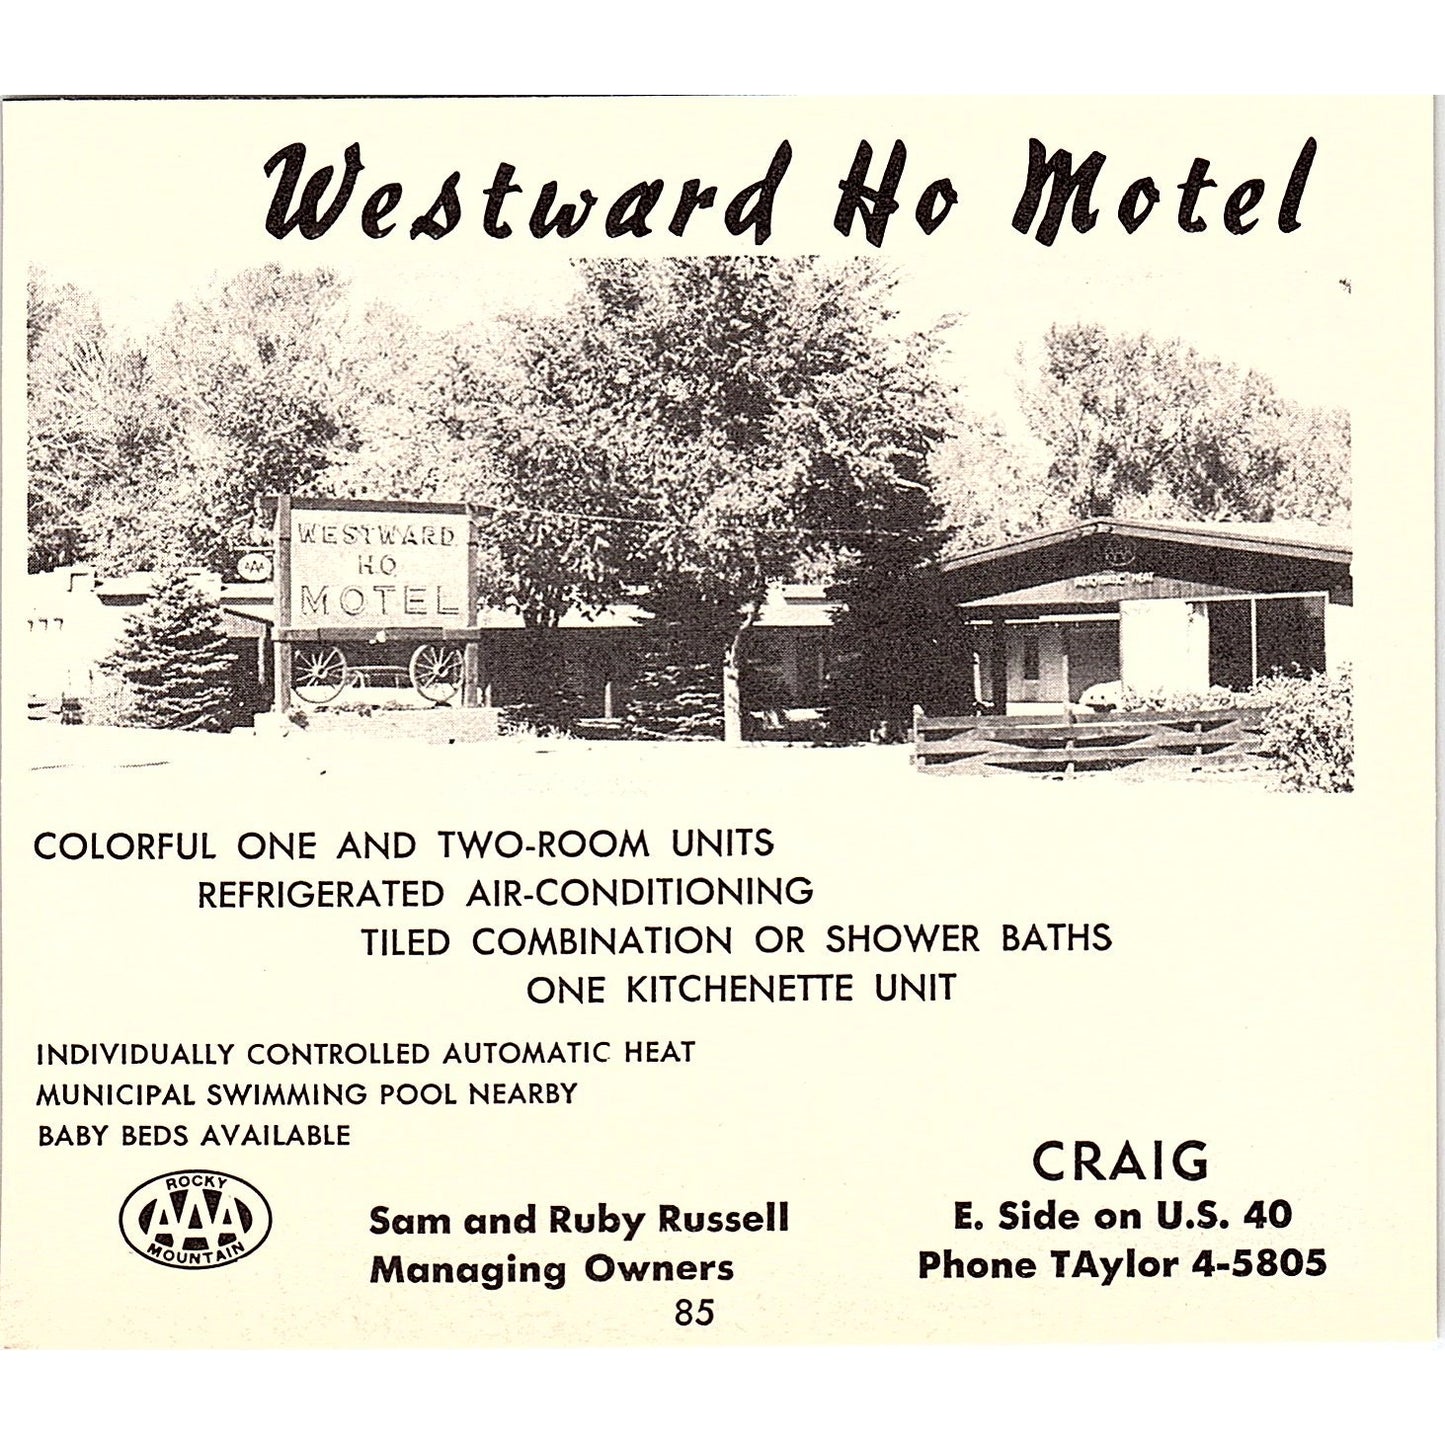 Westward Ho Motel
WESTWARD
HO
MOTEL
AAA
COLORFUL ONE AND TWO-ROOM UNITS
REFRIGERATED AIR-CONDITIONING
TILED COMBINATION OR SHOWER BATHS
ONE KITCHENETTE UNIT
INDIVIDUALLY CONTROLLED AUTOMATIC HEAT
MUNICIPAL SWIMMING POOL NEARBY
BABY BEDS AVAILABLE
ROCKY
AAA
MOUNTAIN
Sam and Ruby Russell
Managing Owners
CRAIG
E. Side on U.S. 40
Phone TAylor 4-5805
85